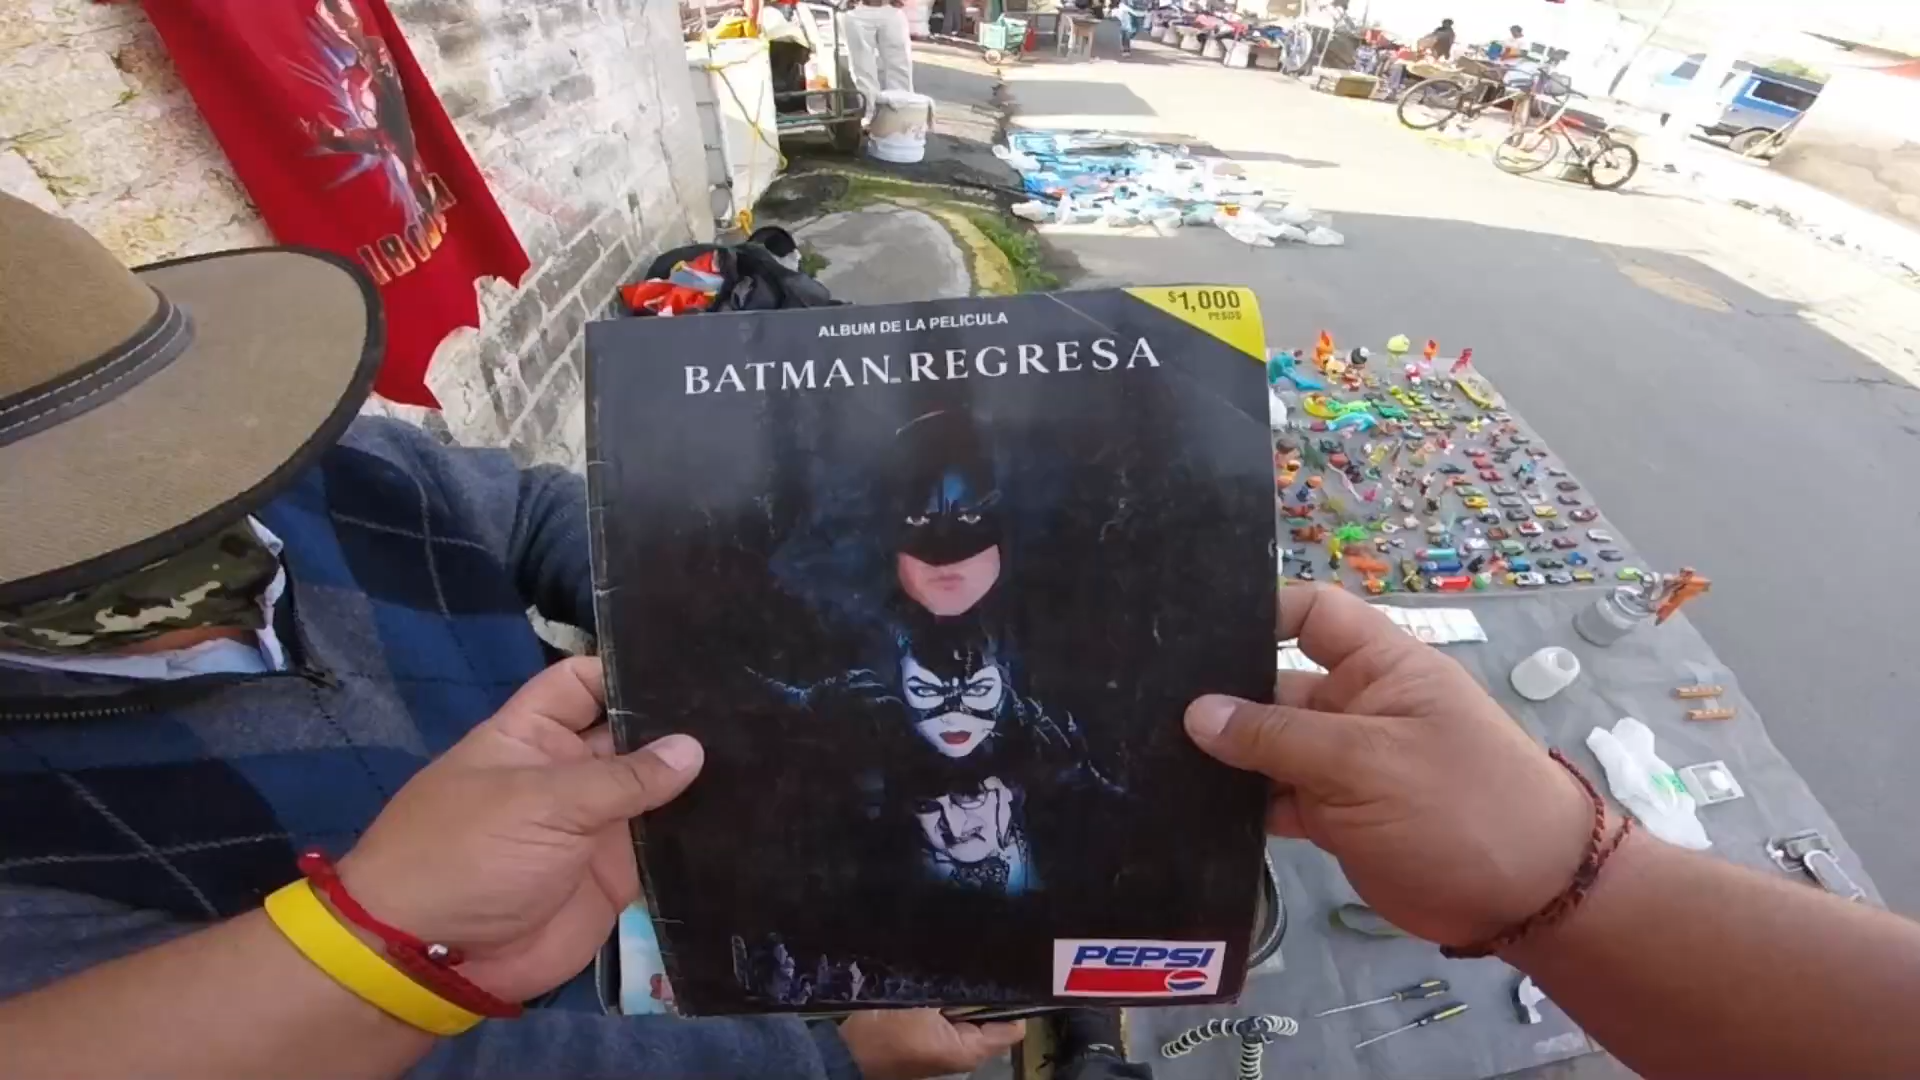 $1,000
PESOS
ALBUM DE LA PELICULA
BATMAN REGRESA
PEPSI